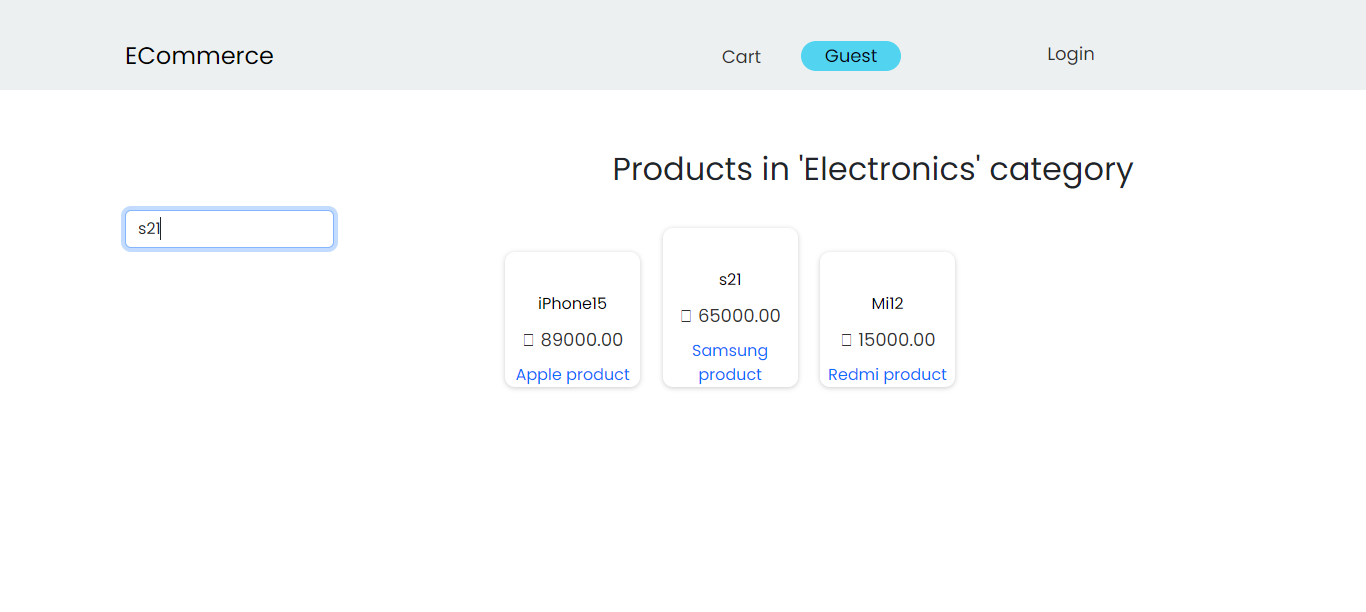 ECommerce
Cart
Guest
Login
Products in 'Electronics' category
s21
iPhone15
89000.00
Apple product
s21
65000.00
Samsung
product
Mi12
15000.00
Redmi product